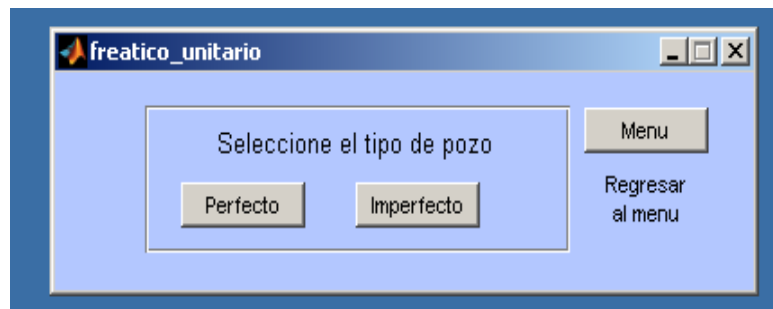 freatico_unitario
Seleccione el tipo de pozo
Perfecto
Imperfecto
Menu
Regresar
al menu